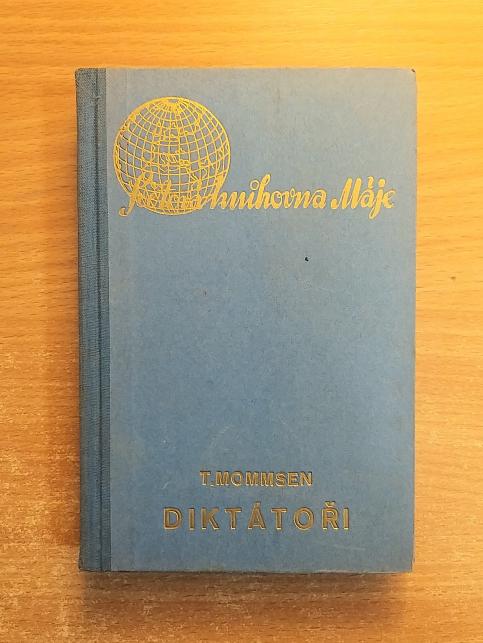 Světová knihovna Máje
T. MOMMSEN
DIKTÁTOŘI